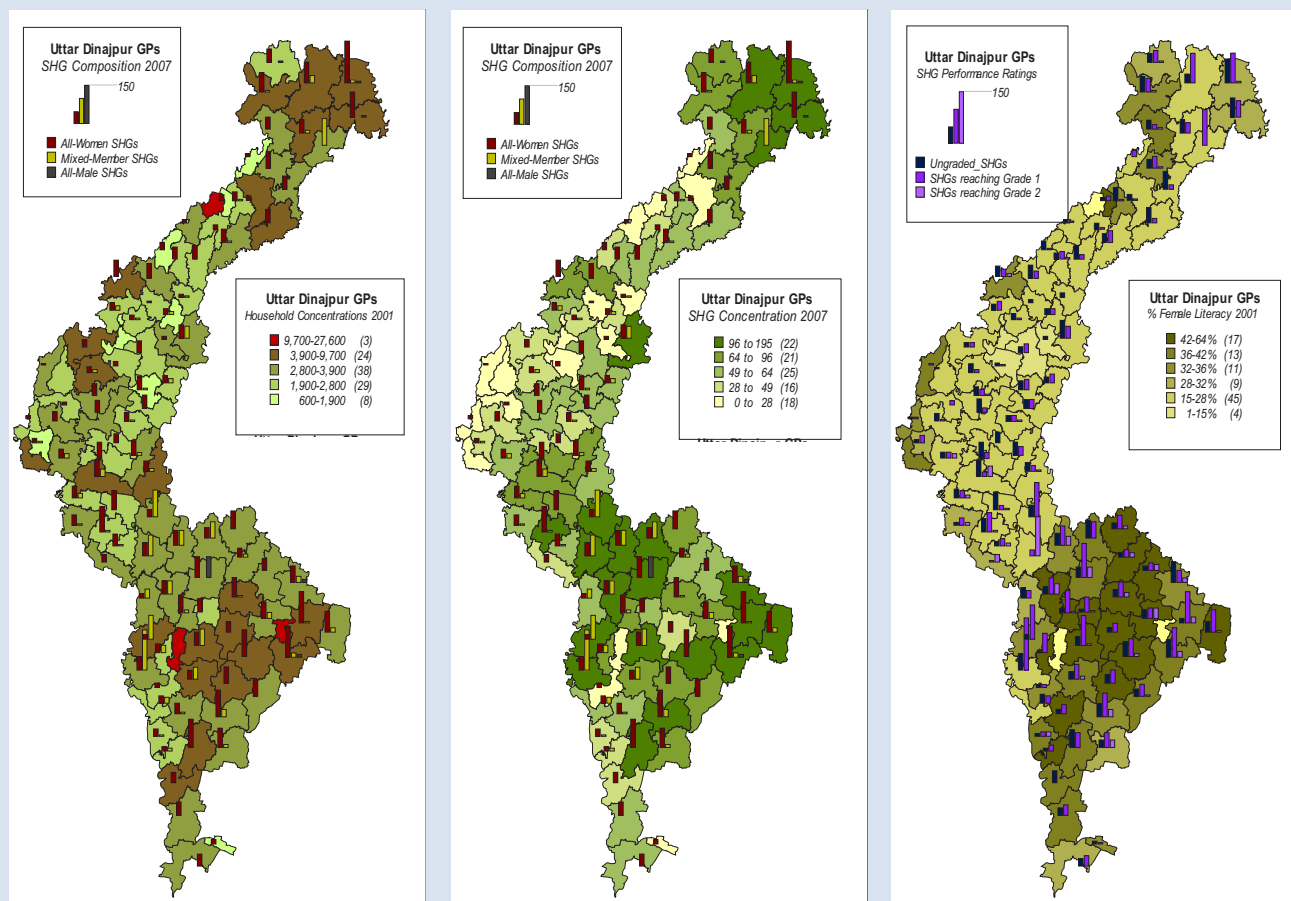 Uttar Dinajpur GPs
SHG Composition 2007
150
All-Women SHGs
Mixed-Member SHGs
All-Male SHGs
Uttar Dinajpur GPs
Household Concentrations 2001
9,700-27,600 (3)
3,900-9,700 (24)
2,800-3,900 (38)
1,900-2,800 (29)
600-1,900 (8)
Uttar Dinajpur GPs
SHG Composition 2007
150
All-Women SHGs
Mixed-Member SHGs
All-Male SHGs
Uttar Dinajpur GPs
SHG Concentration 2007
96 to 195 (22)
64 to 96 (21)
49 to 64 (25)
28 to 49 (16)
0 to 28 (18)
Uttar Dinajpur GPs
SHG Performance Ratings
150
Ungraded_SHGs
SHGs reaching Grade 1
SHGs reaching Grade 2
Uttar Dinajpur GPs
% Female Literacy 2001
42-64% (17)
36-42% (13)
32-36% (11)
28-32% (9)
15-28% (45)
1-15% (4)